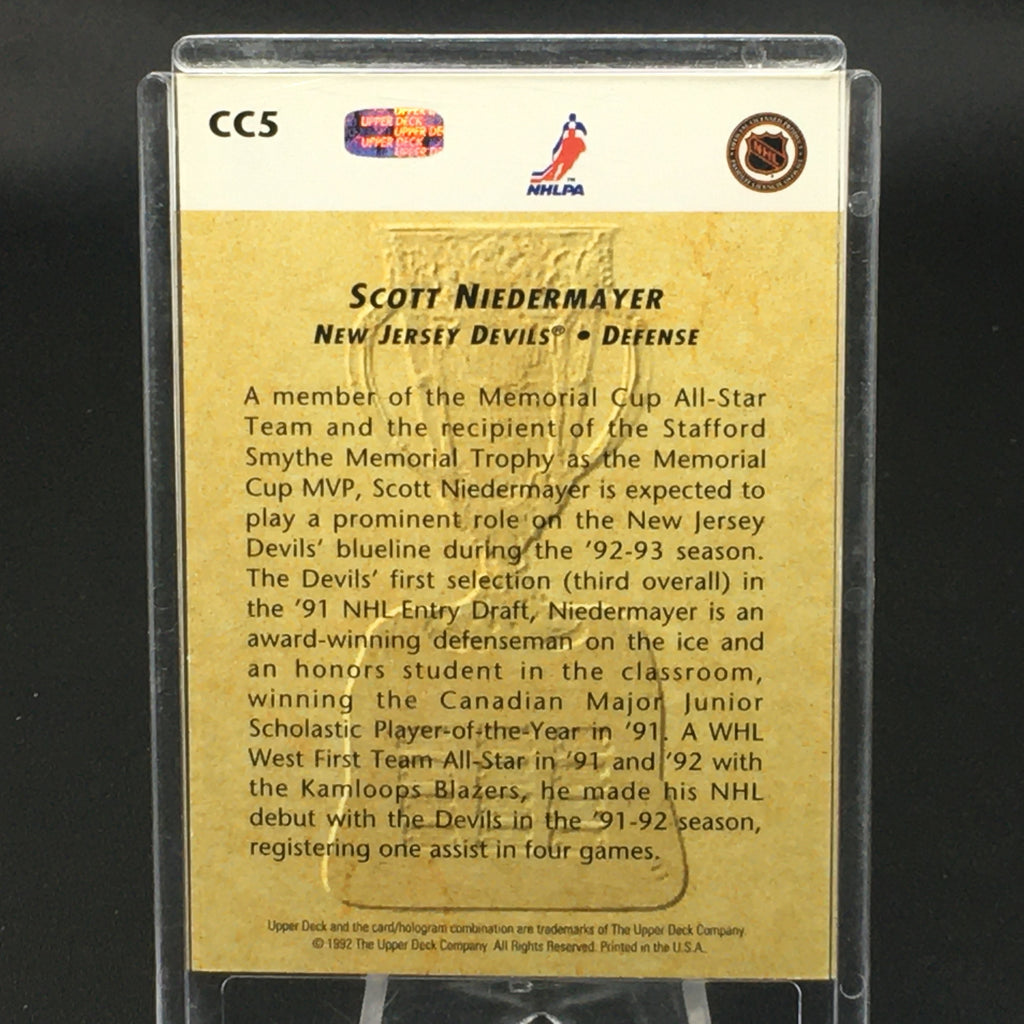 CC5
UPPER DECK
UPPER DECK
UPPER DECK
NHLPA
NHL
SCOTT NIEDERMAYER
NEW JERSEY DEVILS® • DEFENSE
A member of the Memorial Cup All-Star
Team and the recipient of the Stafford
Smythe Memorial Trophy as the Memorial
Cup MVP, Scott Niedermayer is expected to
play a prominent role on the New Jersey
Devils' blueline during the '92-93 season.
The Devils' first selection (third overall) in
the '91 NHL Entry Draft, Niedermayer is an
award-winning defenseman on the ice and
an honors student in the classroom,
winning the Canadian Major Junior
Scholastic Player-of-the-Year in '91. A WHL
West First Team All-Star in '91 and '92 with
the Kamloops Blazers, he made his NHL
debut with the Devils in the '91-92 season,
registering one assist in four games.
Upper Deck and the card/hologram combination are trademarks of The Upper Deck Company.
© 1992 The Upper Deck Company. All Rights Reserved. Printed in the U.S.A.